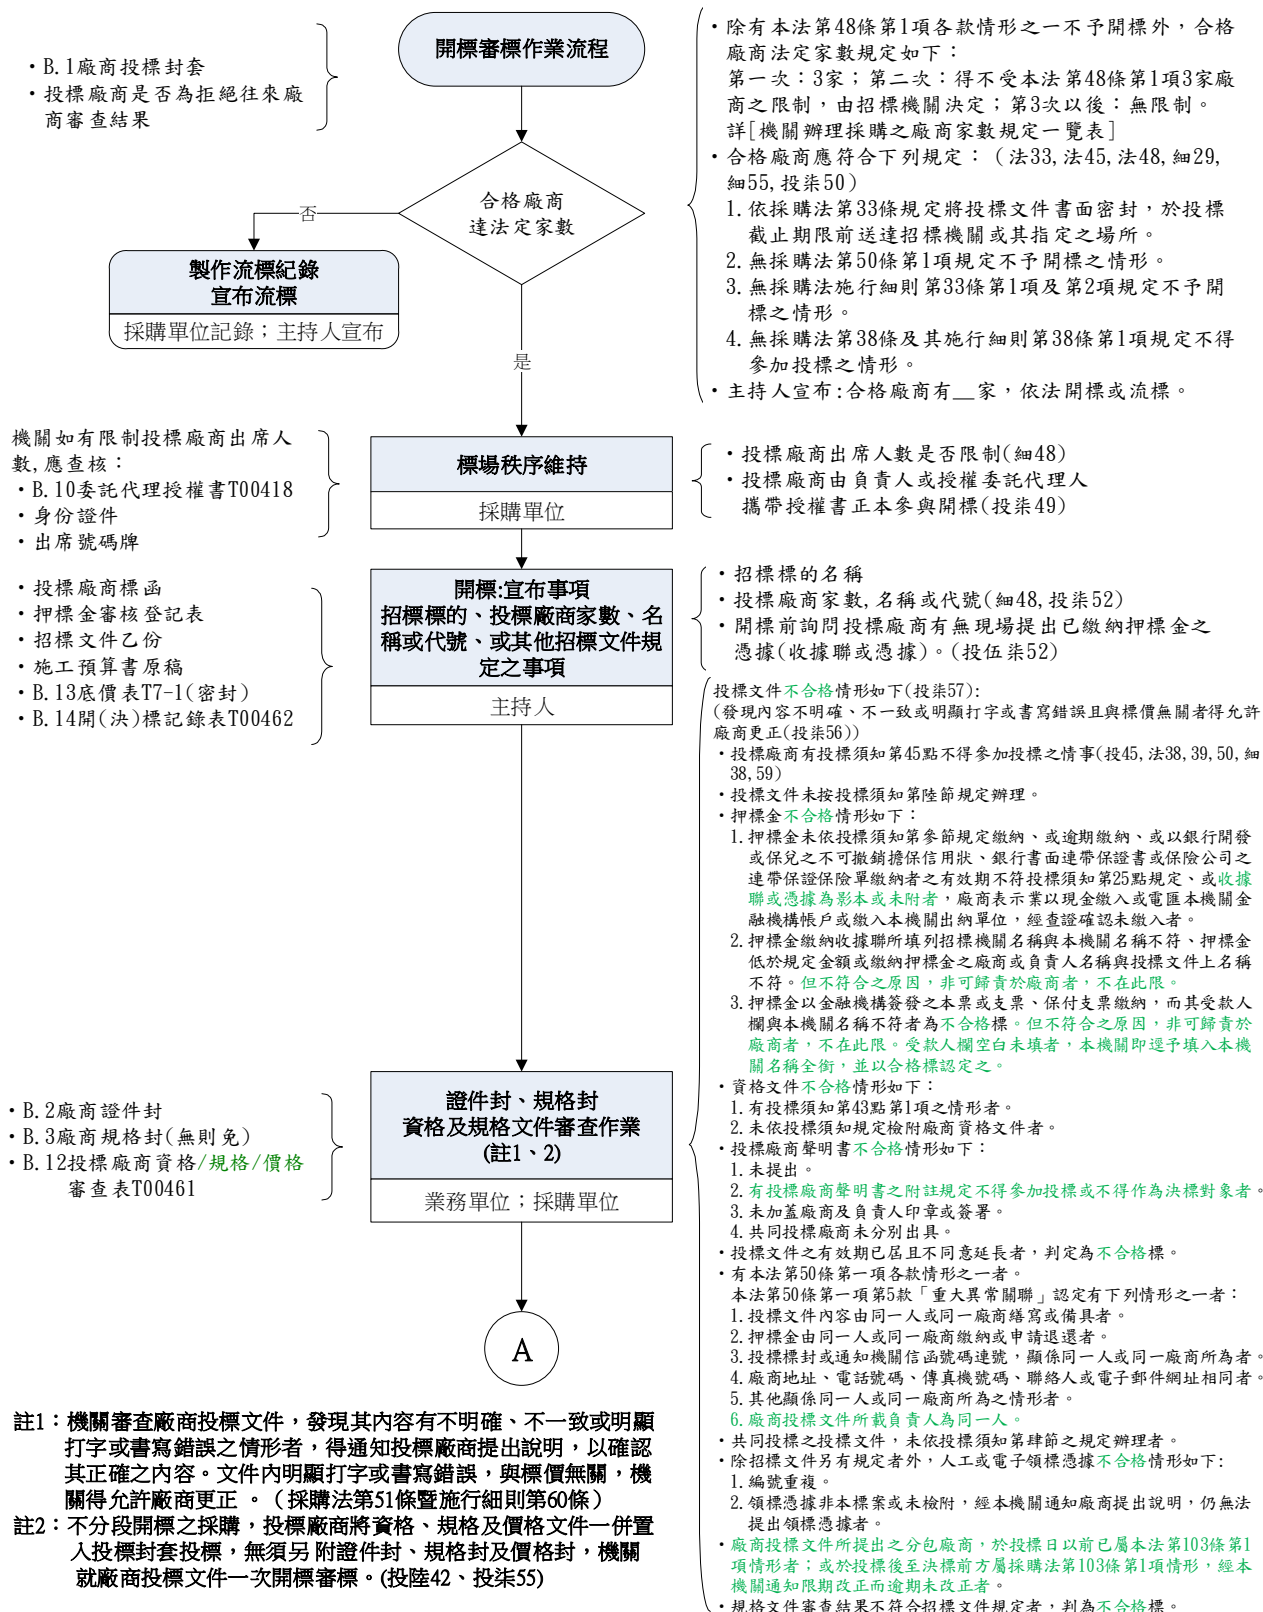 開標審標作業流程
・B.1廠商投標封套
・投標廠商是否為拒絕往來廠
商審查結果
・除有本法第48條第1項各款情形之一不予開標外，合格
廠商法定家數規定如下：
第一次：3家；第二次：得不受本法第48條第1項3家廠
商之限制，由招標機關決定；第3次以後：無限制。
詳[機關辦理採購之廠商家數規定一覽表]
・合格廠商應符合下列規定：（法33,法45,法48,細29,
細55,投柒50）
1.依採購法第33條規定將投標文件書面密封，於投標
截止期限前送達招標機關或其指定之場所。
2.無採購法第50條第1項規定不予開標之情形。
3.無採購法施行細則第33條第1項及第2項規定不予開
標之情形。
4.無採購法第38條及其施行細則第38條第1項規定不得
參加投標之情形。
・主持人宣布:合格廠商有__家，依法開標或流標。
合格廠商
達法定家數
否
製作流標紀錄
宣布流標
採購單位記錄；主持人宣布
是
機關如有限制投標廠商出席人
數,應查核：
・B.10委託代理授權書T00418
・身份證件
・出席號碼牌
標場秩序維持
採購單位
・投標廠商出席人數是否限制(細48)
・投標廠商由負責人或授權委託代理人
攜帶授權書正本參與開標(投柒49)
・投標廠商標函
・押標金審核登記表
・招標文件乙份
・施工預算書原稿
・B.13底價表T7-1(密封)
・B.14開(決)標記錄表T00462
開標:宣布事項
招標標的、投標廠商家數、名
稱或代號、或其他招標文件規
定之事項
主持人
・招標標的名稱
・投標廠商家數,名稱或代號(細48,投柒52)
・開標前詢問投標廠商有無現場提出已繳納押標金之
憑據(收據聯或憑據)。(投伍柒52)
投標文件不合格情形如下(投柒57):
(發現內容不明確、不一致或明顯打字或書寫錯誤且與標價無關者得允許
廠商更正(投柒56))
・投標廠商有投標須知第45點不得參加投標之情事(投45,法38,39,50,細
38,59)
・投標文件未按投標須知第陸節規定辦理。
・押標金不合格情形如下：
1.押標金未依投標須知第參節規定繳納、或逾期繳納、或以銀行開發
或保兌之不可撤銷擔保信用狀、銀行書面連帶保證書或保險公司之
連帶保證保險單繳納者之有效期不符投標須知第25點規定、或收據
聯或憑據為影本或未附者，廠商表示業以現金繳入或電匯本機關金
融機構帳戶或繳入本機關出納單位，經查證確認未繳入者。
2.押標金繳納收據聯所填列招標機關名稱與本機關名稱不符、押標金
低於規定金額或繳納押標金之廠商或負責人名稱與投標文件上名稱
不符。但不符合之原因，非可歸責於廠商者，不在此限。
3.押標金以金融機構簽發之本票或支票、保付支票繳納，而其受款人
欄與本機關名稱不符者為不合格標。但不符合之原因，非可歸責於
廠商者，不在此限。受款人欄空白未填者，本機關即逕予填入本機
關名稱全銜，並以合格標認定之。
・資格文件不合格情形如下：
1.有投標須知第43點第1項之情形者。
2.未依投標須知規定檢附廠商資格文件者。
・投標廠商聲明書不合格情形如下：
1.未提出。
2.有投標廠商聲明書之附註規定不得參加投標或不得作為決標對象者。
3.未加蓋廠商及負責人印章或簽署。
4.共同投標廠商未分別出具。
・投標文件之有效期已屆且不同意延長者，判定為不合格標。
・有本法第50條第一項各款情形之一者。
本法第50條第一項第5款「重大異常關聯」認定有下列情形之一者：
1.投標文件內容由同一人或同一廠商繕寫或備具者。
2.押標金由同一人或同一廠商繳納或申請退還者。
3.投標標封或通知機關信函號碼連號，顯係同一人或同一廠商所為者。
4.廠商地址、電話號碼、傳真機號碼、聯絡人或電子郵件網址相同者。
5.其他顯係同一人或同一廠商所為之情形者。
6.廠商投標文件所載負責人為同一人。
・共同投標之投標文件，未依投標須知第肆節之規定辦理者。
・除招標文件另有規定者外，人工或電子領標憑據不合格情形如下:
1.編號重複。
2.領標憑據非本標案或未檢附，經本機關通知廠商提出說明，仍無法
提出領標憑據者。
・廠商投標文件所提出之分包廠商，於投標日以前已屬本法第103條第1
項情形者；或於投標後至決標前方屬採購法第103條第1項情形，經本
機關通知限期改正而逾期未改正者。
・規格文件審查結果不符合招標文件規定者，判為不合格標。
・B.2廠商證件封
・B.3廠商規格封(無則免)
・B.12投標廠商資格/規格/價格
審查表T00461
證件封、規格封
資格及規格文件審查作業
(註1、2)
業務單位；採購單位
A
註1：機關審查廠商投標文件，發現其內容有不明確、不一致或明顯
打字或書寫錯誤之情形者，得通知投標廠商提出說明，以確認
其正確之內容。文件內明顯打字或書寫錯誤，與標價無關，機
關得允許廠商更正 。（採購法第51條暨施行細則第60條）
註2：不分段開標之採購，投標廠商將資格、規格及價格文件一併置
入投標封套投標，無須另附證件封、規格封及價格封，機關
就廠商投標文件一次開標審標。(投陸42、投柒55)